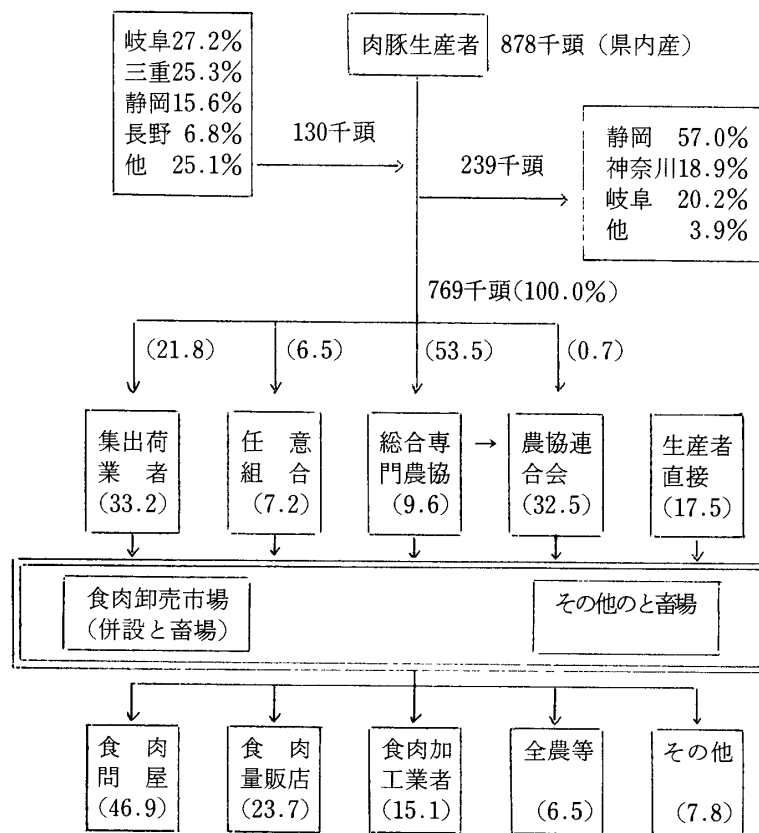 岐阜27.2%
三重25.3%
静岡15.6%
長野 6.8%
他 25.1%
肉豚生産者 878千頭(県内産)
130千頭
239千頭
静岡 57.0%
神奈川18.9%
岐阜 20.2%
他 3.9%
769千頭(100.0%)
(21.8) (6.5) (53.5) (0.7)
集出荷
業者
(33.2)
任意
組合
(7.2)
総合専
門農協
(9.6)
→
農協連
合会
(32.5)
生産者
直接
(17.5)
食肉卸売市場
(併設と畜場)
その他のと畜場
食肉
問屋
(46.9)
食肉
量販店
(23.7)
食肉加
工業者
(15.1)
全農等
(6.5)
その他
(7.8)